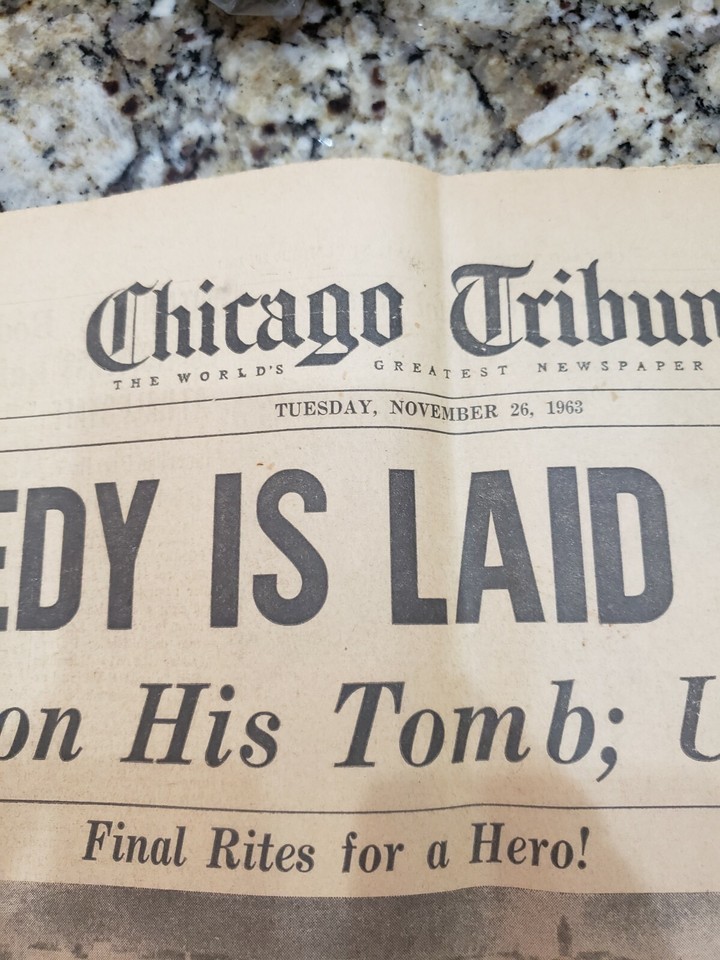 Chicago Tribun
THE WORLD'S GREATEST NEWSPAPER
TUESDAY, NOVEMBER 26, 1963
EDY IS LAID
on His Tomb; U
Final Rites for a Hero!